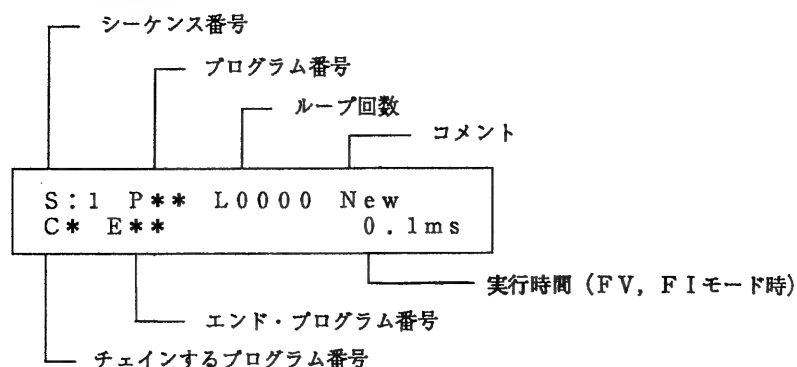 シーケンス番号
プログラム番号
ループ回数
コメント
S:1 P** L0000 New
C* E** 0.1ms
実行時間(FV,FIモード時)
エンド・プログラム番号
チェインするプログラム番号